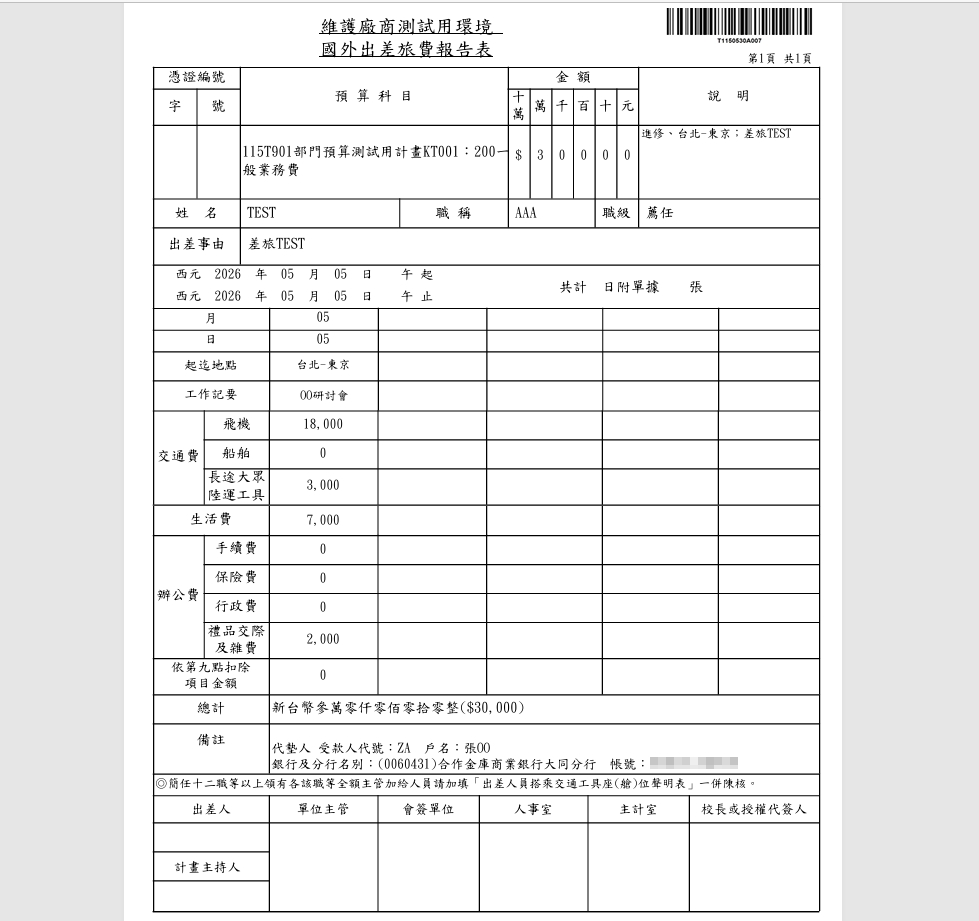 維護廠商測試用環境
國外出差旅費報告表
T1150530A007
第1頁 共1頁
憑證編號 預算科目 金額 說明
字 號 十萬 萬 千 百 十 元
115T901部門預算測試用計畫KT001：200一般業務費 $ 3 0 0 0 0 進修、台北-東京；差旅TEST
姓名 TEST 職稱 AAA 職級 薦任
出差事由 差旅TEST
西元 2026 年 05 月 05 日 午 起
西元 2026 年 05 月 05 日 午 止
共計 日附單據 張
月 05
日 05
起迄地點 台北-東京
工作記要 OO研討會
交通費
飛機 18,000
船舶 0
長途大眾陸運工具 3,000
生活費 7,000
辦公費
手續費 0
保險費 0
行政費 0
禮品交際及雜費 2,000
依第九點扣除項目金額 0
總計 新台幣參萬零仟零佰零拾零整($30,000)
備註
代墊人 受款人代號：ZA 戶名：張OO
銀行及分行名別：(0060431)合作金庫商業銀行大同分行 帳號：
◎簡任十二職等以上領有各該職等全額主管加給人員請加填「出差人員搭乘交通工具座(艙)位聲明表」一併陳核。
出差人 單位主管 會簽單位 人事室 主計室 校長或授權代簽人
計畫主持人